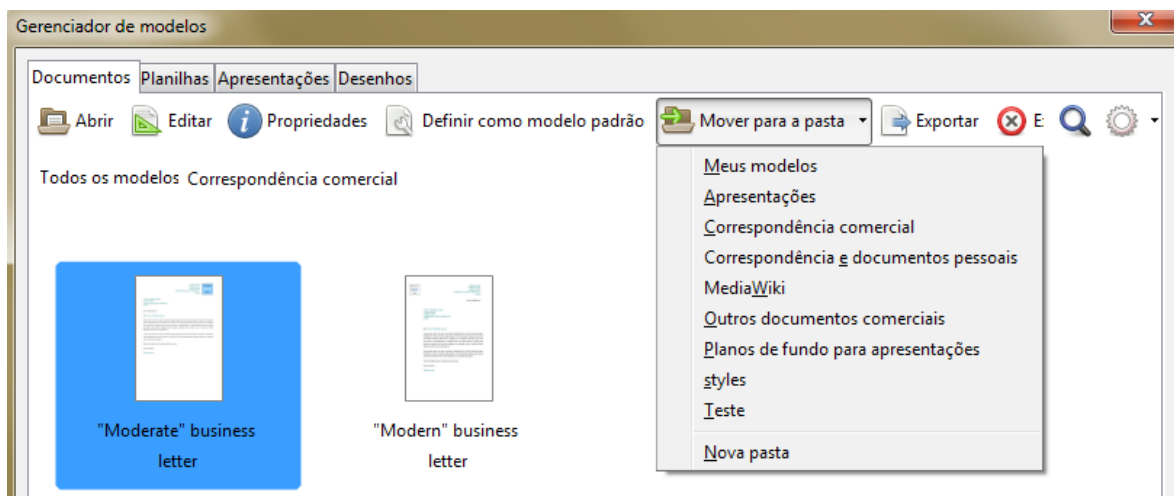 Gerenciador de modelos
Documentos Planilhas Apresentações Desenhos
Abrir Editar Propriedades Definir como modelo padrão Mover para a pasta Exportar E:
Todos os modelos Correspondência comercial
Meus modelos
Apresentações
Correspondência comercial
Correspondência e documentos pessoais
MediaWiki
Outros documentos comerciais
Planos de fundo para apresentações
styles
Teste
Nova pasta
"Moderate" business
letter
"Modern" business
letter